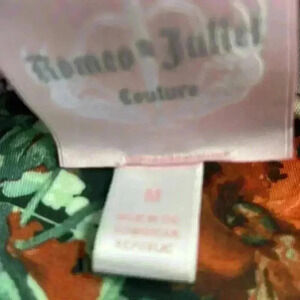 Romeo & Juliet
Couture
M
MADE IN THE
DOMINICAN
REPUBLIC